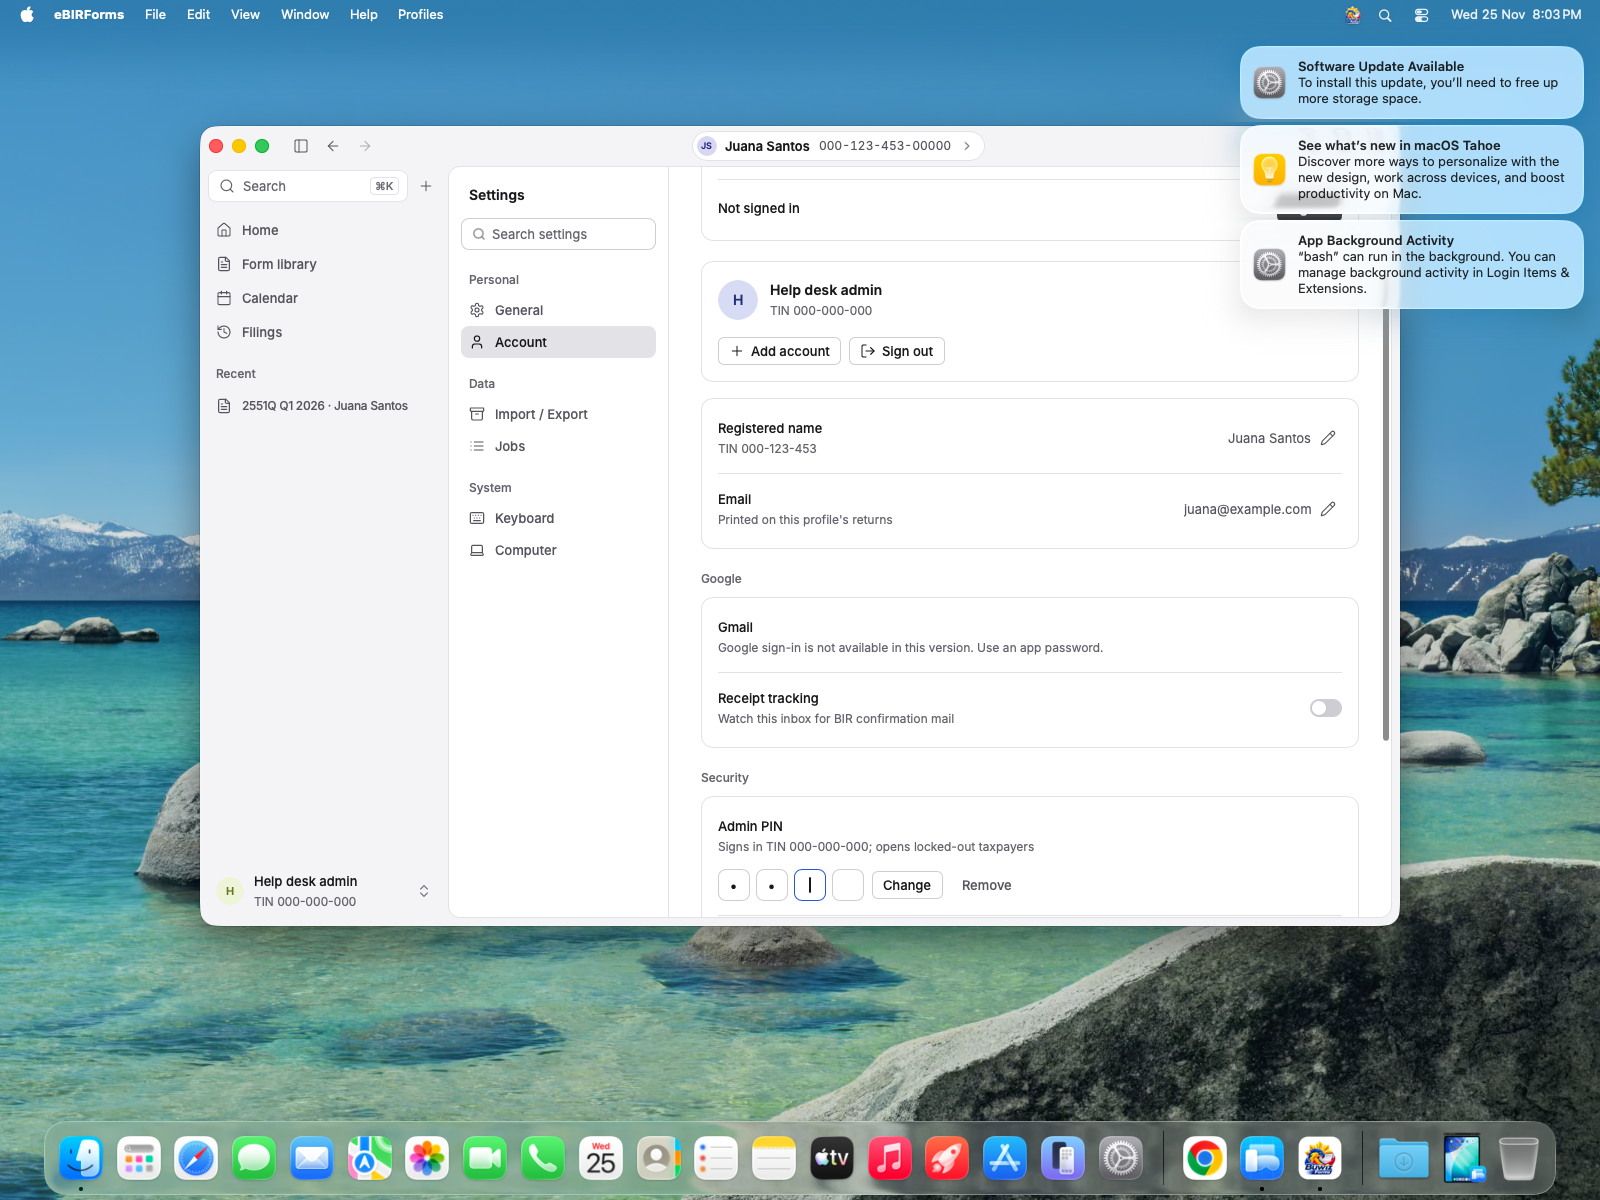 eBIRForms File Edit View Window Help Profiles
Wed 25 Nov 8:03 PM
Software Update Available
To install this update, you'll need to free up
more storage space.
See what's new in macOS Tahoe
Discover more ways to personalize with the
new design, work across devices, and boost
productivity on Mac.
App Background Activity
"bash" can run in the background. You can
manage background activity in Login Items &
Extensions.
JS Juana Santos 000-123-453-00000
Search ⌘K
Home
Form library
Calendar
Filings
Recent
2551Q Q1 2026 · Juana Santos
H
Help desk admin
TIN 000-000-000
Settings
Search settings
Personal
General
Account
Data
Import / Export
Jobs
System
Keyboard
Computer
Not signed in
H
Help desk admin
TIN 000-000-000
Add account
Sign out
Registered name
TIN 000-123-453
Juana Santos
Email
Printed on this profile's returns
juana@example.com
Google
Gmail
Google sign-in is not available in this version. Use an app password.
Receipt tracking
Watch this inbox for BIR confirmation mail
Security
Admin PIN
Signs in TIN 000-000-000; opens locked-out taxpayers
Change
Remove
Wed
25
tv